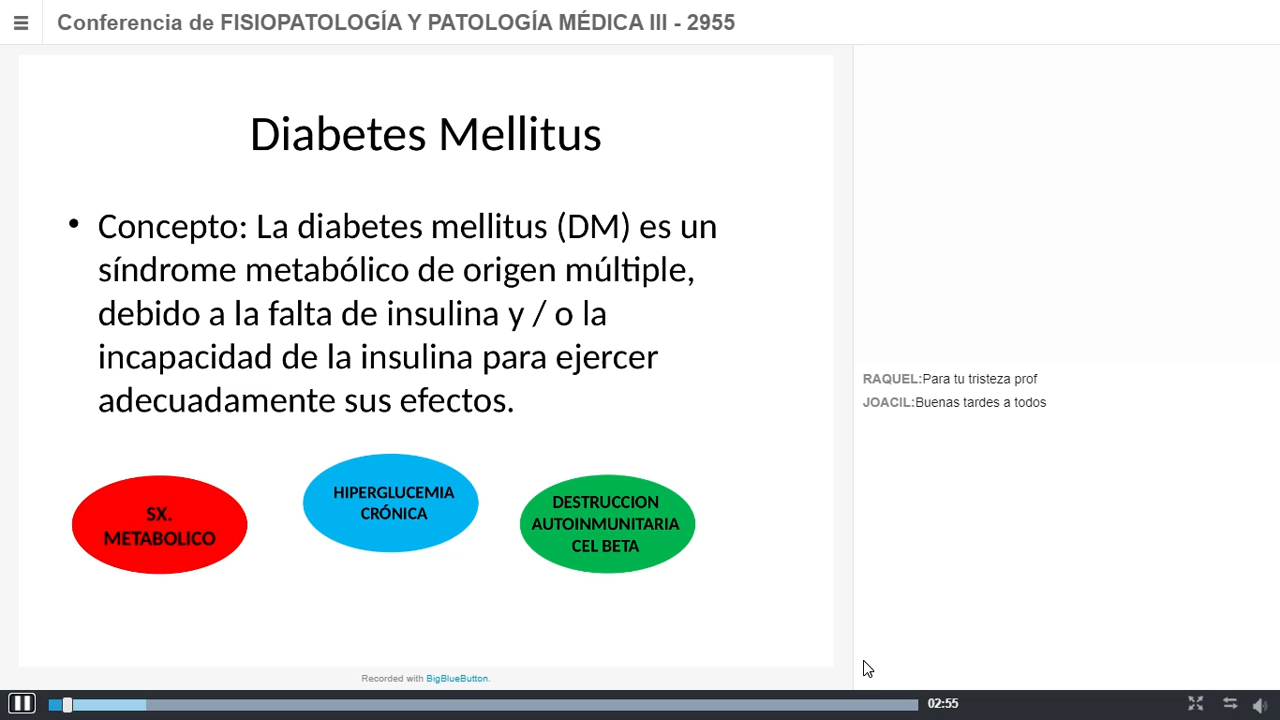 Conferencia de FISIOPATOLOGÍA Y PATOLOGÍA MÉDICA III - 2955
Diabetes Mellitus
• Concepto: La diabetes mellitus (DM) es un
síndrome metabólico de origen múltiple,
debido a la falta de insulina y / o la
incapacidad de la insulina para ejercer
adecuadamente sus efectos.
SX.
METABOLICO
HIPERGLUCEMIA
CRÓNICA
DESTRUCCION
AUTOINMUNITARIA
CEL BETA
RAQUEL:Para tu tristeza prof
JOACIL:Buenas tardes a todos
Recorded with BigBlueButton.
02:55